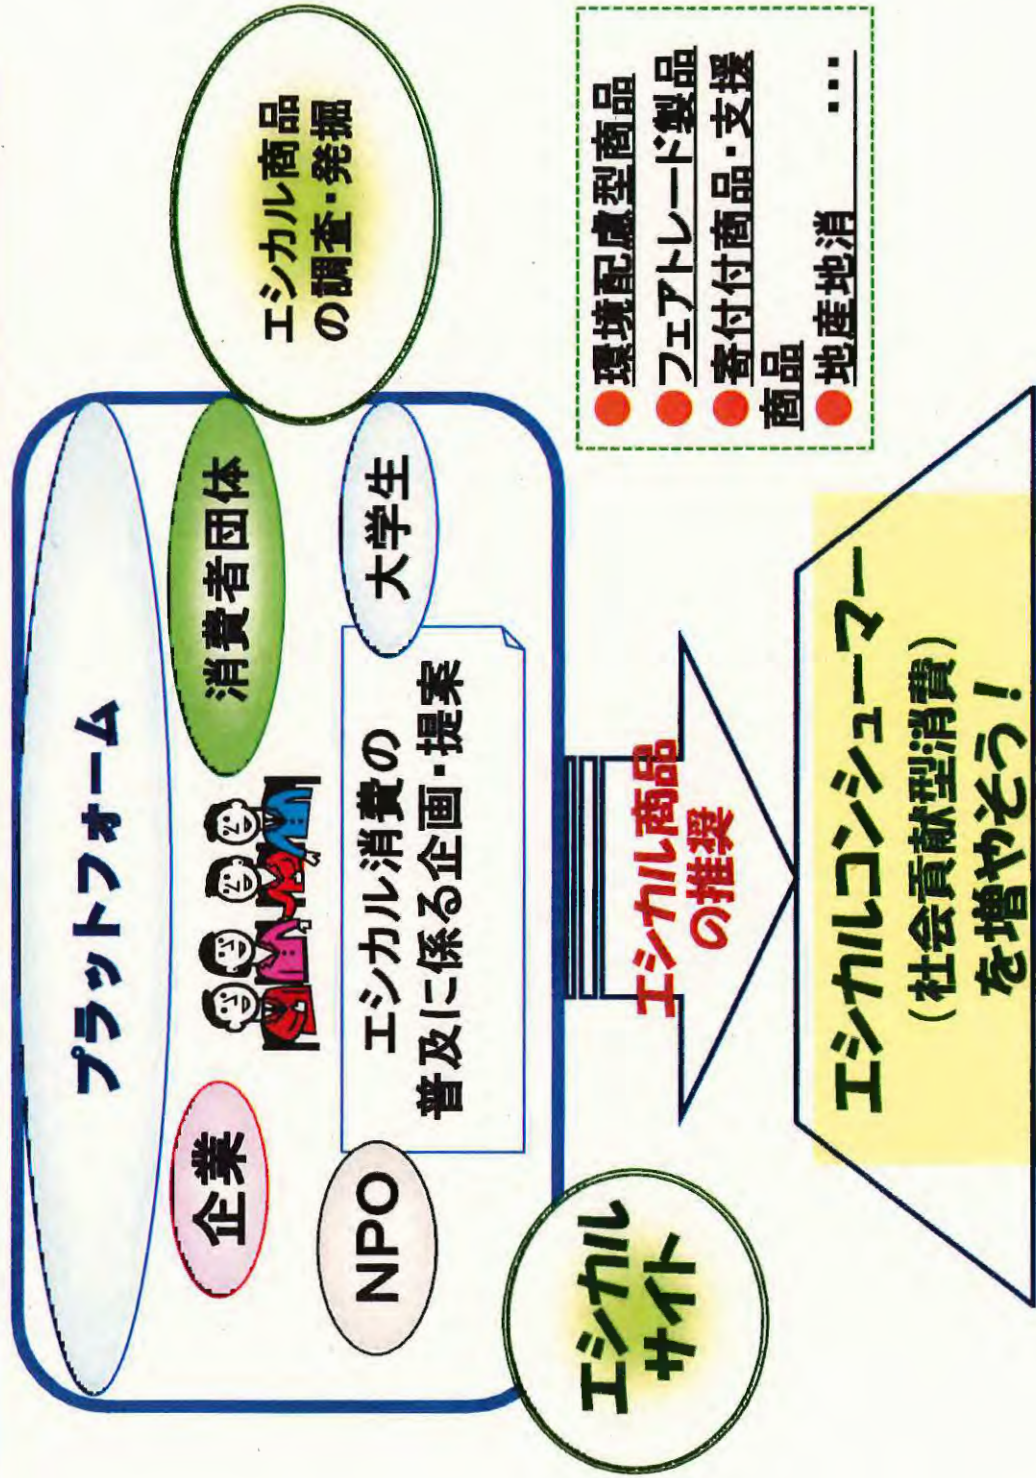 プラットフォーム
企業
消費者団体
NPO
エシカル消費の
普及に係る企画・提案
大学生
エシカル商品
の調査・発掘
エシカル
サイト
エシカル商品
の推奨
●環境配慮型商品
●フェアトレード製品
●寄付付商品・支援
商品
●地産地消 …
エシカルコンシューマー
(社会貢献型消費)
を増やそう！